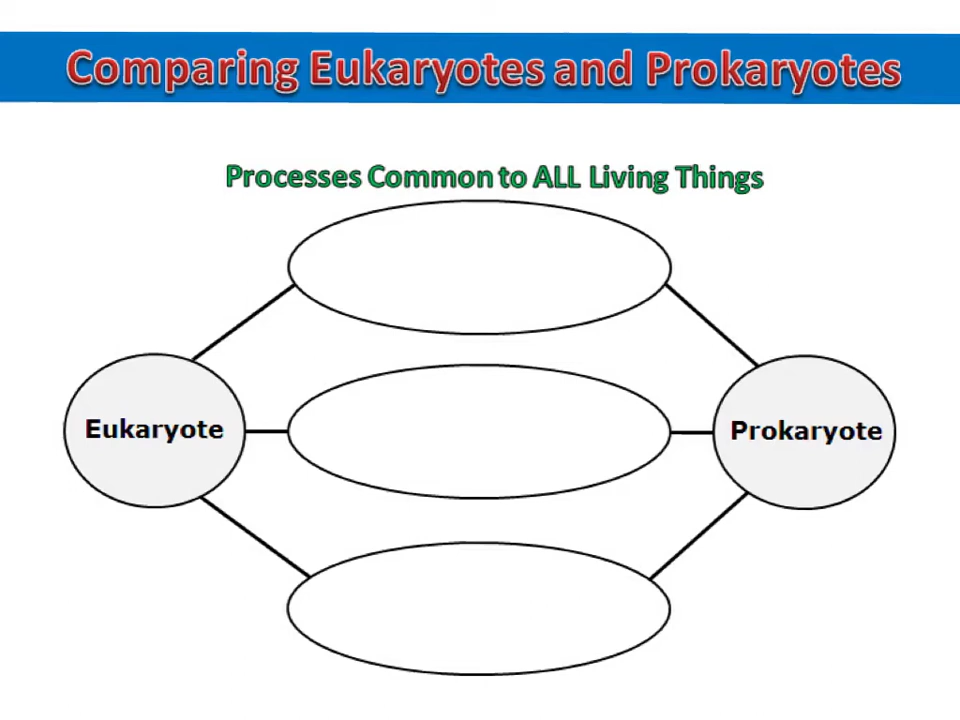 Comparing Eukaryotes and Prokaryotes
Processes Common to ALL Living Things
Eukaryote
Prokaryote